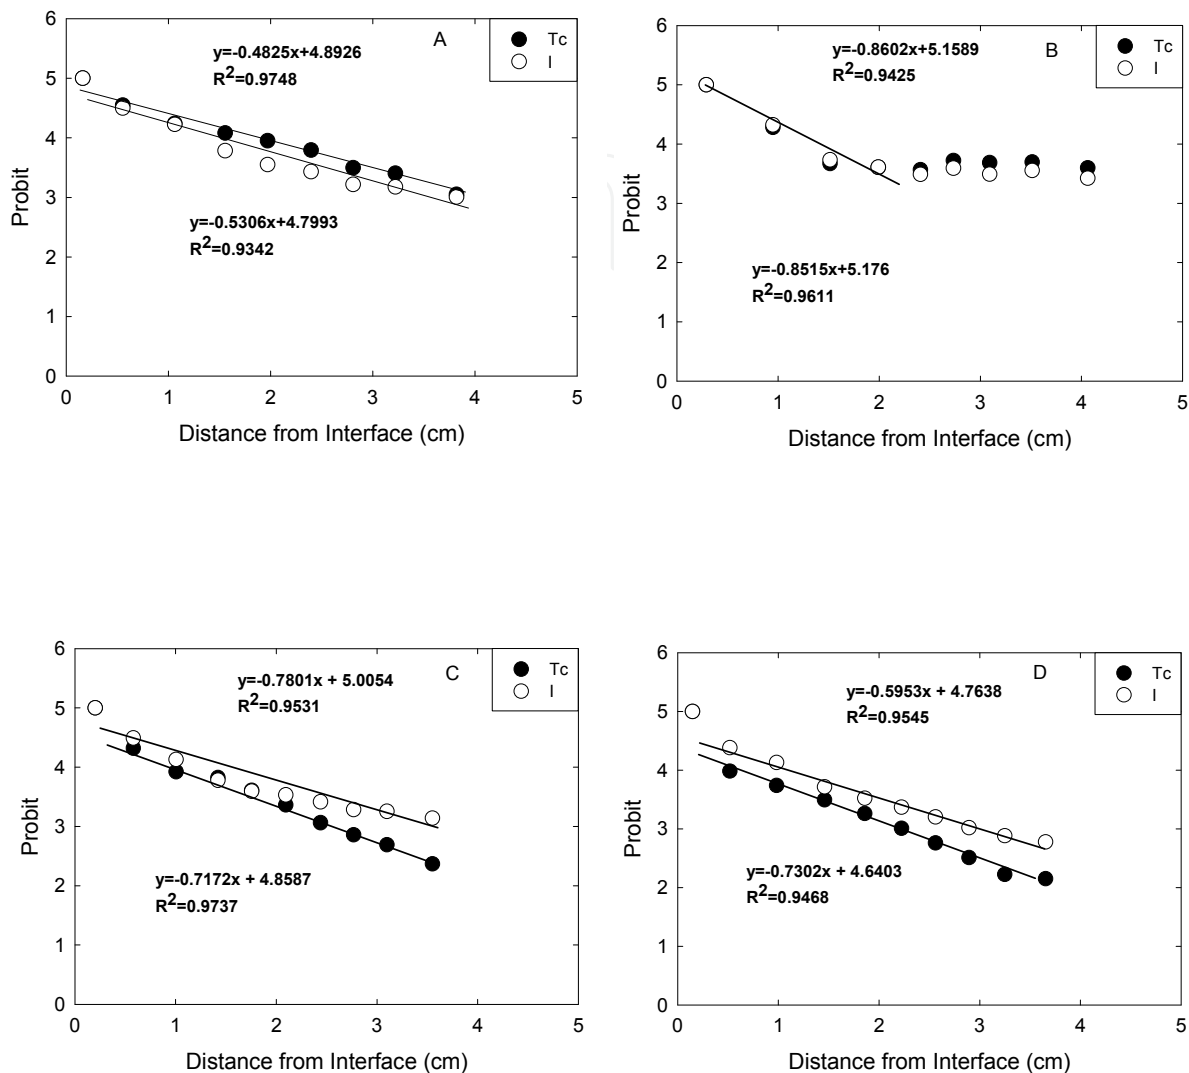 A
Tc
I
y=-0.4825x+4.8926
R2=0.9748
y=-0.5306x+4.7993
R2=0.9342
6
5
4
3
2
1
0
Probit
0 1 2 3 4 5
Distance from Interface (cm)
B
Tc
I
y=-0.8602x+5.1589
R2=0.9425
y=-0.8515x+5.176
R2=0.9611
6
5
4
3
2
1
0
Probit
0 1 2 3 4 5
Distance from Interface (cm)
C
Tc
I
y=-0.7801x + 5.0054
R2=0.9531
y=-0.7172x + 4.8587
R2=0.9737
6
5
4
3
2
1
0
Probit
0 1 2 3 4 5
Distance from Interface (cm)
D
Tc
I
y=-0.5953x + 4.7638
R2=0.9545
y=-0.7302x + 4.6403
R2=0.9468
6
5
4
3
2
1
0
Probit
0 1 2 3 4 5
Distance from Interface (cm)